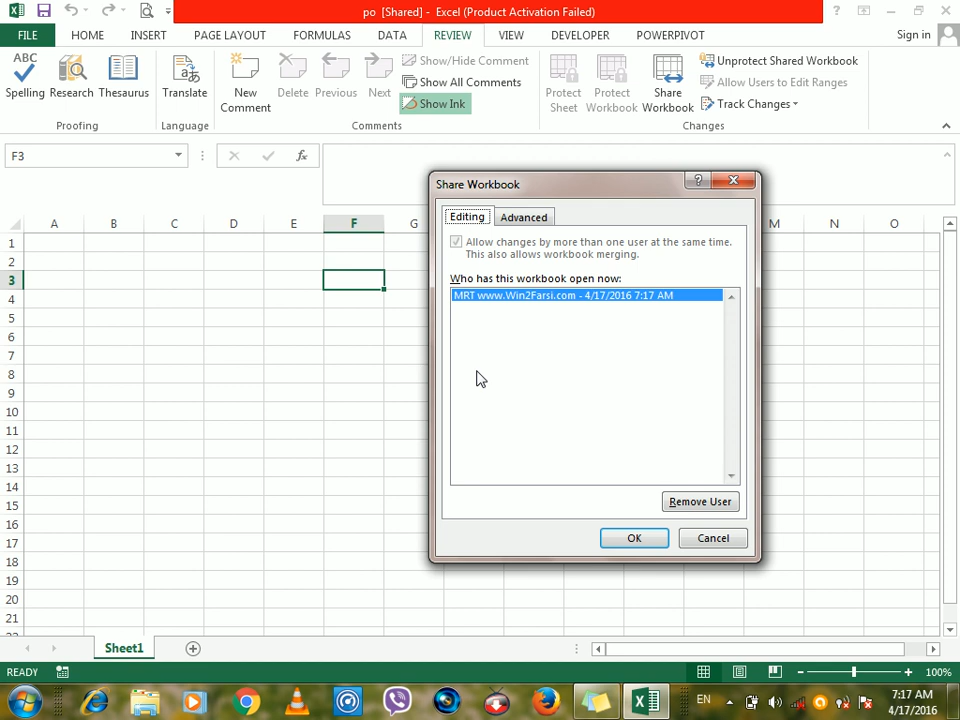 po [Shared] - Excel (Product Activation Failed)
FILE HOME INSERT PAGE LAYOUT FORMULAS DATA REVIEW VIEW DEVELOPER POWERPIVOT Sign in
ABC
Spelling Research Thesaurus
Proofing
Translate
Language
New Comment
Delete Previous Next
Show/Hide Comment
Show All Comments
Show Ink
Comments
Protect Sheet
Protect Workbook
Share Workbook
Unprotect Shared Workbook
Allow Users to Edit Ranges
Track Changes
Changes
F3
fx
Share Workbook
?
Editing Advanced
Allow changes by more than one user at the same time.
This also allows workbook merging.
Who has this workbook open now:
MRT www.Win2Farsi.com - 4/17/2016 7:17 AM
Remove User
OK Cancel
A B C D E F G M N O
1
2
3
4
5
6
7
8
9
10
11
12
13
14
15
16
17
18
19
20
21
Sheet1
READY
100%
EN
7:17 AM
4/17/2016